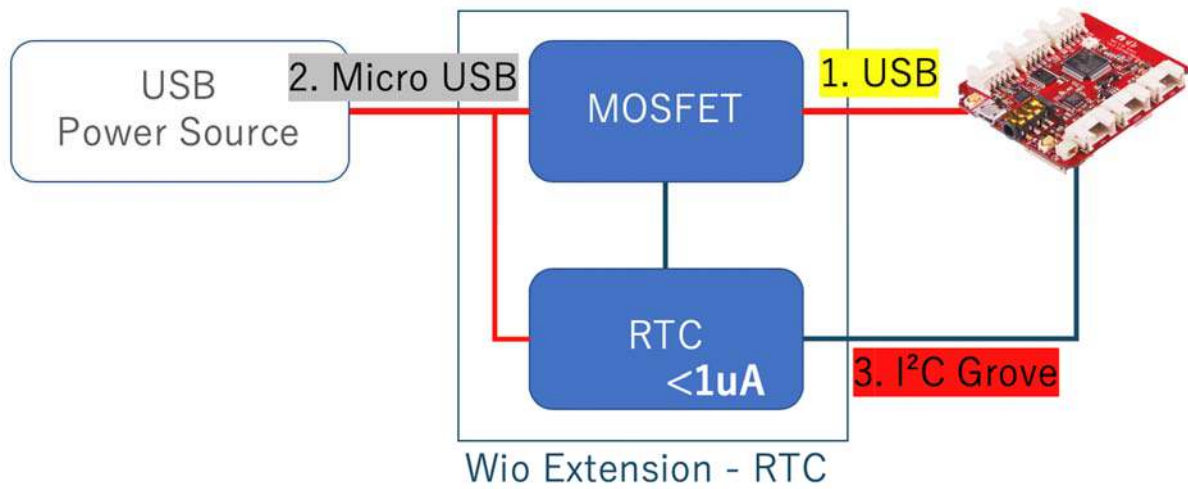 USB
Power Source
2. Micro USB
MOSFET
1. USB
RTC
<1uA
3. I²C Grove
Wio Extension - RTC